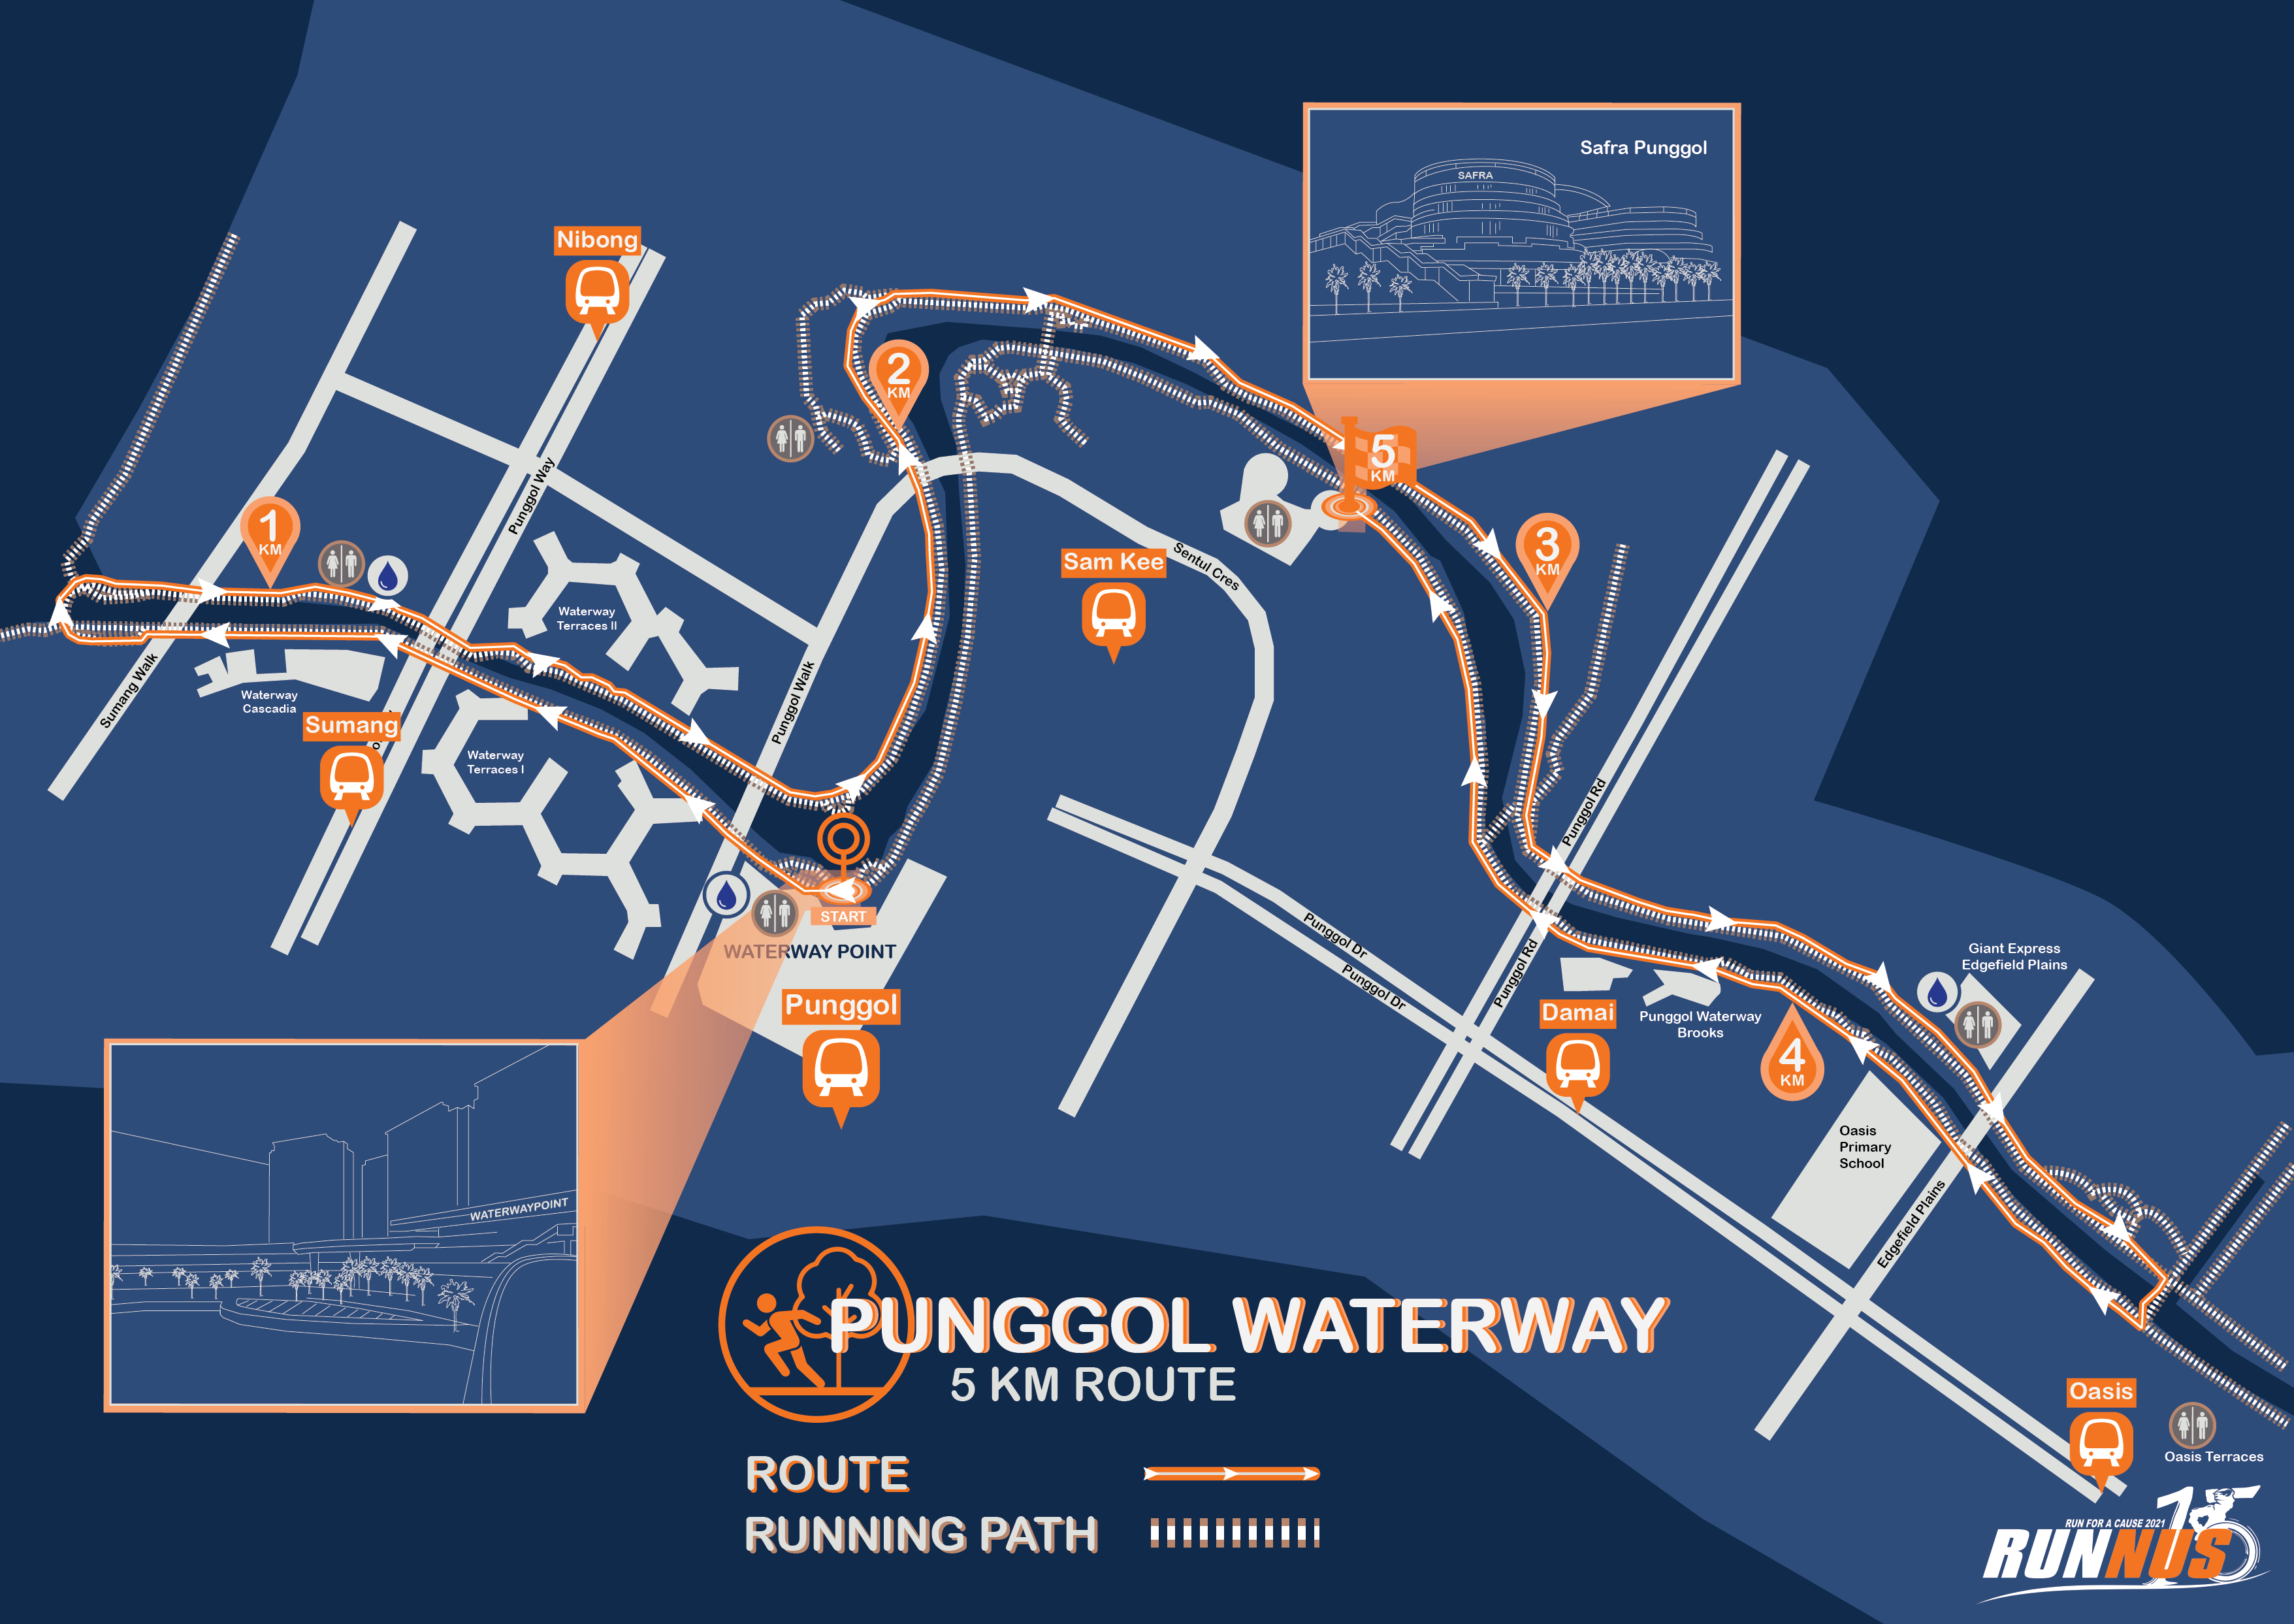 Safra Punggol
SAFRA
Nibong
2
KM
5
KM
Punggol Way
1
KM
3
KM
Sentul Cres
Sam Kee
Waterway
Terraces II
Sumang Walk
Waterway
Cascadia
Punggol Walk
Sumang
Waterway
Terraces I
Punggol Rd
START
WATERWAY POINT
Punggol Dr
Punggol Dr
Punggol Rd
Giant Express
Edgefield Plains
Punggol
Damai
Punggol Waterway
Brooks
4
KM
Oasis
Primary
School
Edgefield Plains
WATERWAYPOINT
PUNGGOL WATERWAY
5 KM ROUTE
Oasis
Oasis Terraces
ROUTE
RUNNING PATH
RUN FOR A CAUSE 2021
15
RUNNUS